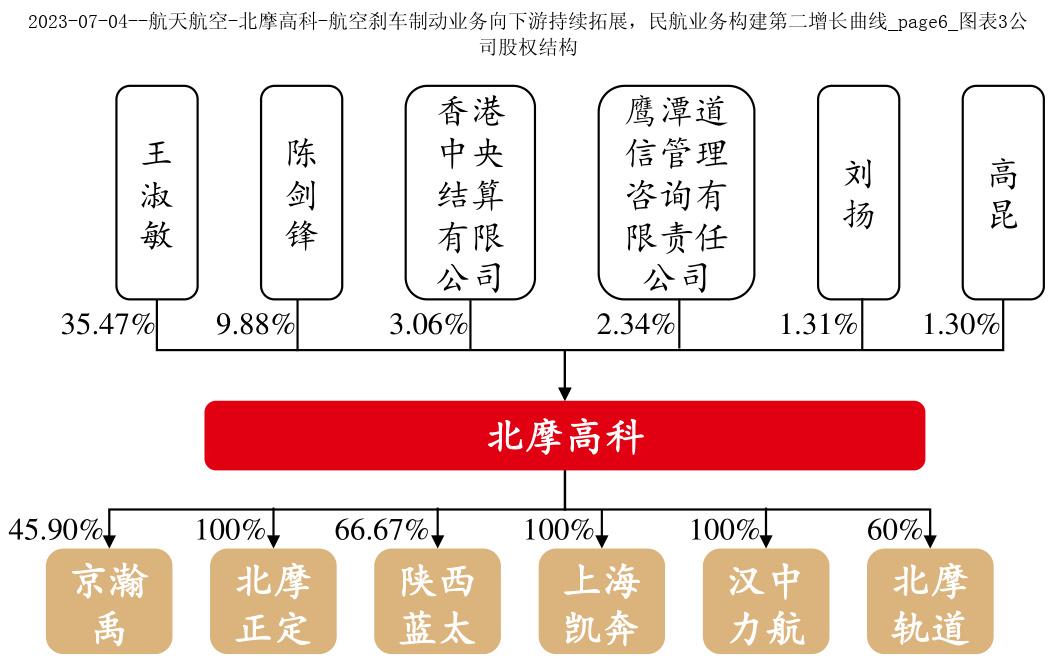 2023-07-04--航天航空-北摩高科-航空刹车制动业务向下游持续拓展，民航业务构建第二增长曲线_page6_图表3公
司股权结构
王
淑
敏
陈
剑
锋
香港
中央
结算
有限
公司
鹰潭道
信管理
咨询有
限责任
公司
刘
扬
高
昆
35.47%
9.88%
3.06%
2.34%
1.31%
1.30%
北摩高科
45.90%
100%
66.67%
100%
100%
60%
京瀚
禹
北摩
正定
陕西
蓝太
上海
凯奔
汉中
力航
北摩
轨道